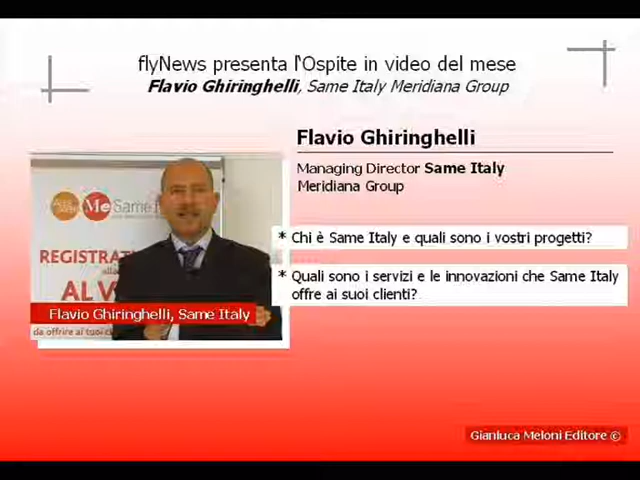 flyNews presenta l'Ospite in video del mese
Flavio Ghiringhelli, Same Italy Meridiana Group
Flavio Ghiringhelli
Managing Director Same Italy
Meridiana Group
* Chi è Same Italy e quali sono i vostri progetti?
* Quali sono i servizi e le innovazioni che Same Italy
offre ai suoi clienti?
Me Same
REGISTRAT
AL V
Flavio Ghiringhelli, Same Italy
da offrire ai tuoi
Gianluca Meloni Editore ©